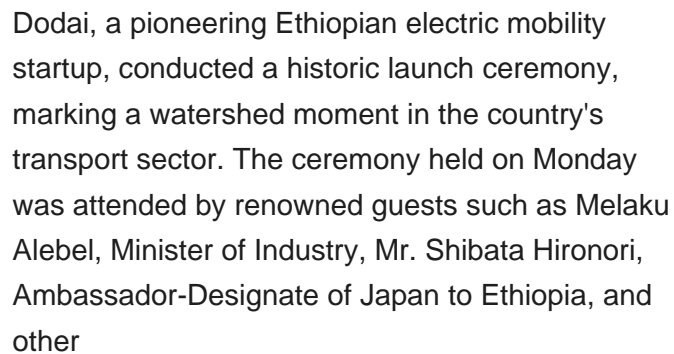 Dodai, a pioneering Ethiopian electric mobility
startup, conducted a historic launch ceremony,
marking a watershed moment in the country's
transport sector. The ceremony held on Monday
was attended by renowned guests such as Melaku
Alebel, Minister of Industry, Mr. Shibata Hironori,
Ambassador-Designate of Japan to Ethiopia, and
other